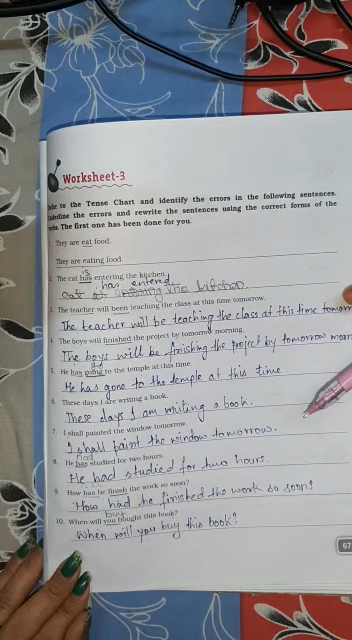 Worksheet-3
to the Tense Chart and identify the errors in the following sentences.
the errors and rewrite the sentences using the correct forms of the
The first one has been done for you.
They are eat food.
They are eating food.
is
The cat has entering the kitchen.
has entered
cat the kitchen
3. The teacher will been teaching the class at this time tomorrow.
The teacher will be teaching the class at this time
4. The boys will finished the project by tomorrow morning.
The boys will be finishing the project by tomorrow
5. He has going to the temple at this time.
He has gone to the temple at this time
6. These days I are writing a book.
These days I am writing a book.
7. I shall painted the window tomorrow.
I shall paint the window tomorrow.
had
8. He has studied for two hours.
He had studied for two hours
9. How has he finish the work so soon?
How had he finished the work so soon?
buy
10. When will you bought this book?
When will you buy this book?
67